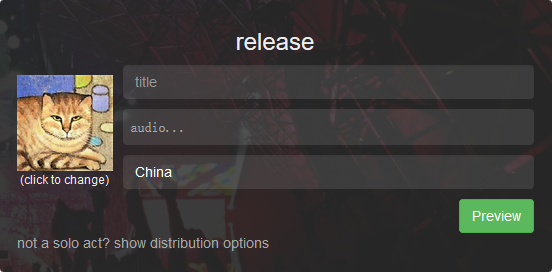 release
title
audio...
(click to change)
China
Preview
not a solo act? show distribution options